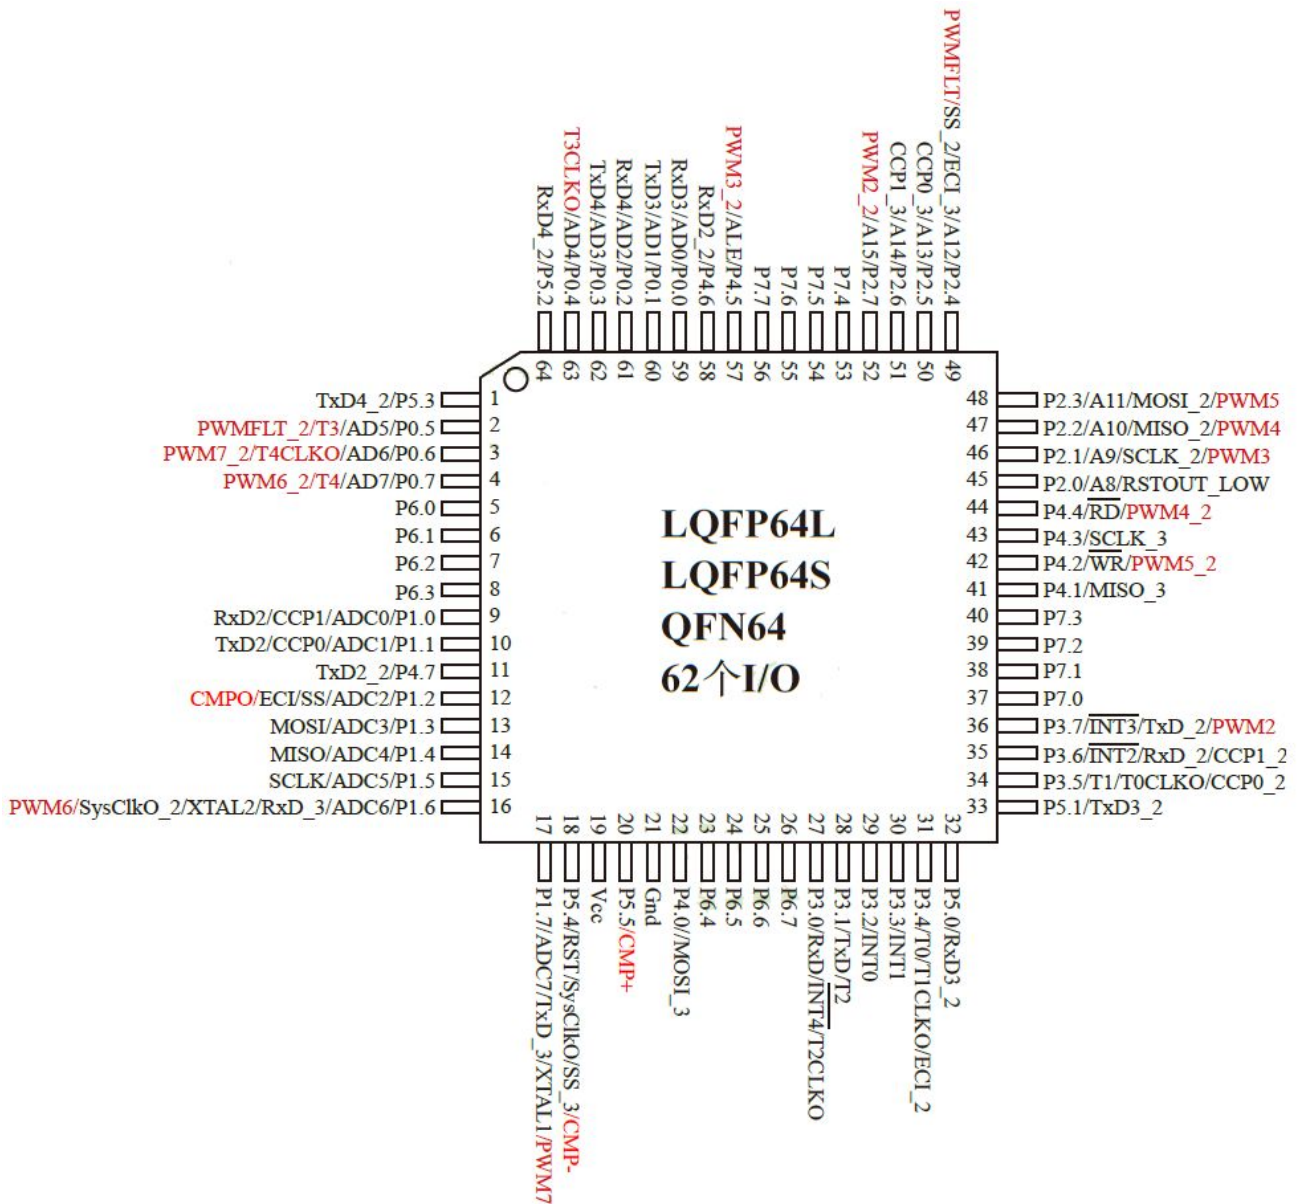 PWMFLT/SS_2/ECI_3/A12/P2.4
CCP0_3/A13/P2.5
CCP1_3/A14/P2.6
PWM2_2/A15/P2.7
P7.4
P7.5
P7.6
P7.7
PWM3_2/ALE/P4.5
RxD2_2/P4.6
RxD3/AD0/P0.0
TxD3/AD1/P0.1
RxD4/AD2/P0.2
TxD4/AD3/P0.3
T3CLKO/AD4/P0.4
RxD4_2/P5.2
64 63 62 61 60 59 58 57 56 55 54 53 52 51 50 49
TxD4_2/P5.3 1
PWMFLT_2/T3/AD5/P0.5 2
PWM7_2/T4CLKO/AD6/P0.6 3
PWM6_2/T4/AD7/P0.7 4
P6.0 5
P6.1 6
P6.2 7
P6.3 8
RxD2/CCP1/ADC0/P1.0 9
TxD2/CCP0/ADC1/P1.1 10
TxD2_2/P4.7 11
CMPO/ECI/SS/ADC2/P1.2 12
MOSI/ADC3/P1.3 13
MISO/ADC4/P1.4 14
SCLK/ADC5/P1.5 15
PWM6/SysClkO_2/XTAL2/RxD_3/ADC6/P1.6 16
LQFP64L
LQFP64S
QFN64
62个I/O
48 P2.3/A11/MOSI_2/PWM5
47 P2.2/A10/MISO_2/PWM4
46 P2.1/A9/SCLK_2/PWM3
45 P2.0/A8/RSTOUT_LOW
44 P4.4/RD/PWM4_2
43 P4.3/SCLK_3
42 P4.2/WR/PWM5_2
41 P4.1/MISO_3
40 P7.3
39 P7.2
38 P7.1
37 P7.0
36 P3.7/INT3/TxD_2/PWM2
35 P3.6/INT2/RxD_2/CCP1_2
34 P3.5/T1/T0CLKO/CCP0_2
33 P5.1/TxD3_2
17 18 19 20 21 22 23 24 25 26 27 28 29 30 31 32
P1.7/ADC7/TxD_3/XTAL1/PWM7
P5.4/RST/SysClkO/SS_3/CMP-
Vcc
P5.5/CMP+
Gnd
P4.0//MOSI_3
P6.4
P6.5
P6.6
P6.7
P3.0/RxD/INT4/T2CLKO
P3.1/TxD/T2
P3.2/INT0
P3.3/INT1
P3.4/T0/T1CLKO/ECI_2
P5.0/RxD3_2